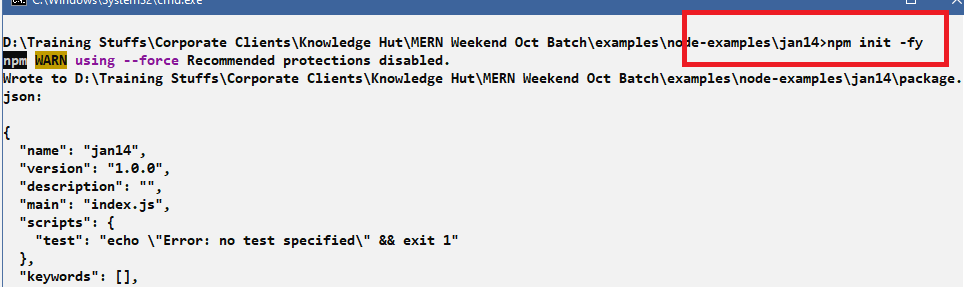 C:\Windows\System32\cmd.exe
D:\Training Stuffs\Corporate Clients\Knowledge Hut\MERN Weekend Oct Batch\examples\node-examples\jan14>npm init -fy
npm WARN using --force Recommended protections disabled.
Wrote to D:\Training Stuffs\Corporate Clients\Knowledge Hut\MERN Weekend Oct Batch\examples\node-examples\jan14\package.
json:
{
  "name": "jan14",
  "version": "1.0.0",
  "description": "",
  "main": "index.js",
  "scripts": {
    "test": "echo \"Error: no test specified\" && exit 1"
  },
  "keywords": [],